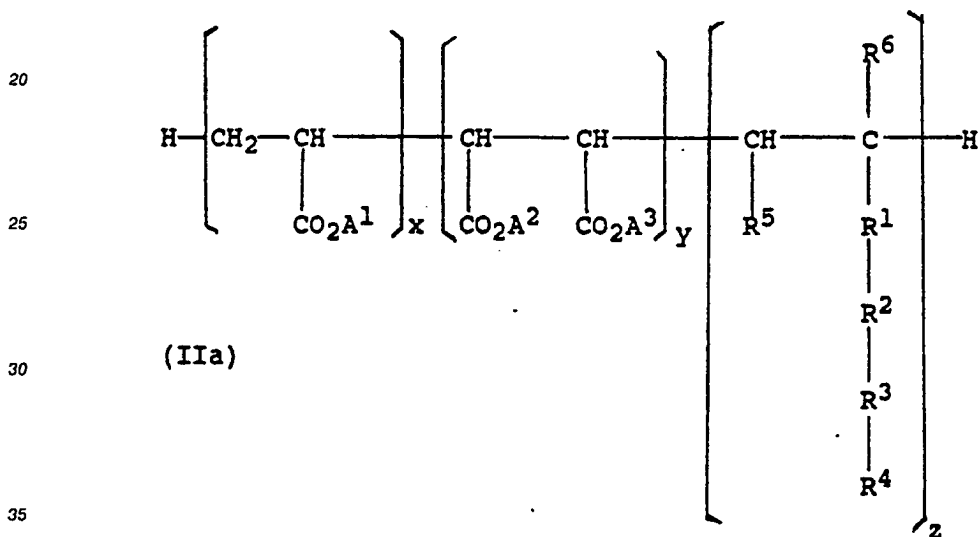 20
R⁶
H CH₂ CH CH CH CH C H
25
CO₂A¹ x CO₂A² CO₂A³ Y R⁵ R¹
R²
30
(IIa)
R³
R⁴
35
z